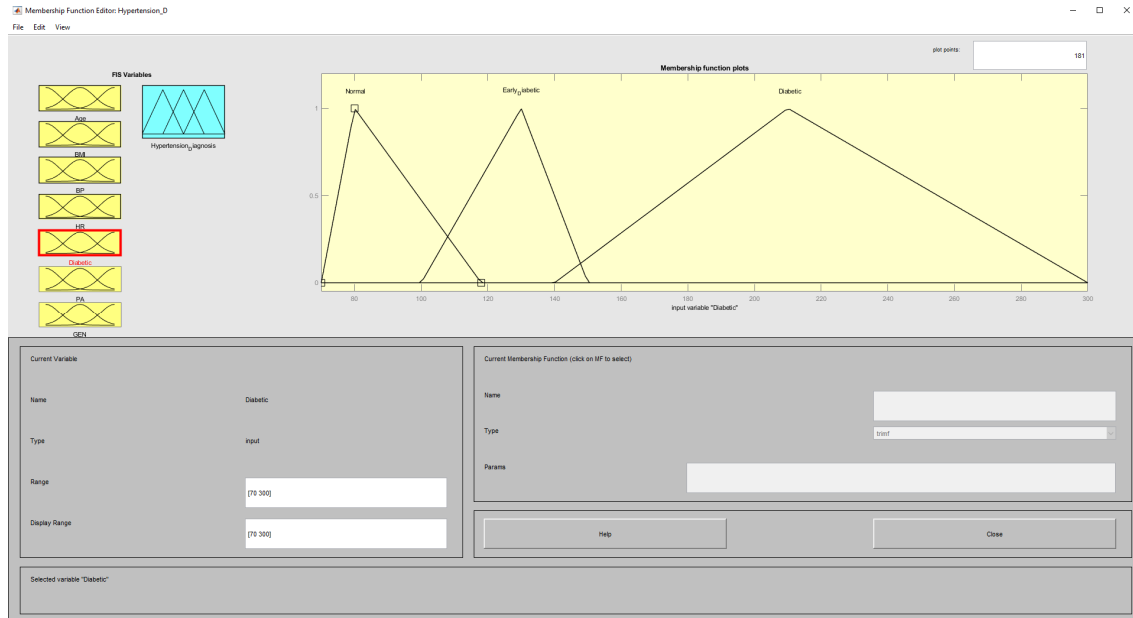 Membership Function Editor: Hypertension_D
File Edit View
plot points:
181
FIS Variables
Membership function plots
Age
BMI
BP
HR
Diabetic
PA
GEN
HypertensionDiagnosis
Normal
EarlyDiabetic
Diabetic
1
0.5
0
80 100 120 140 160 180 200 220 240 260 280 300
input variable "Diabetic"
Current Variable
Name Diabetic
Type input
Range [70 300]
Display Range [70 300]
Current Membership Function (click on MF to select)
Name
Type trimf
Params
Help
Close
Selected variable "Diabetic"